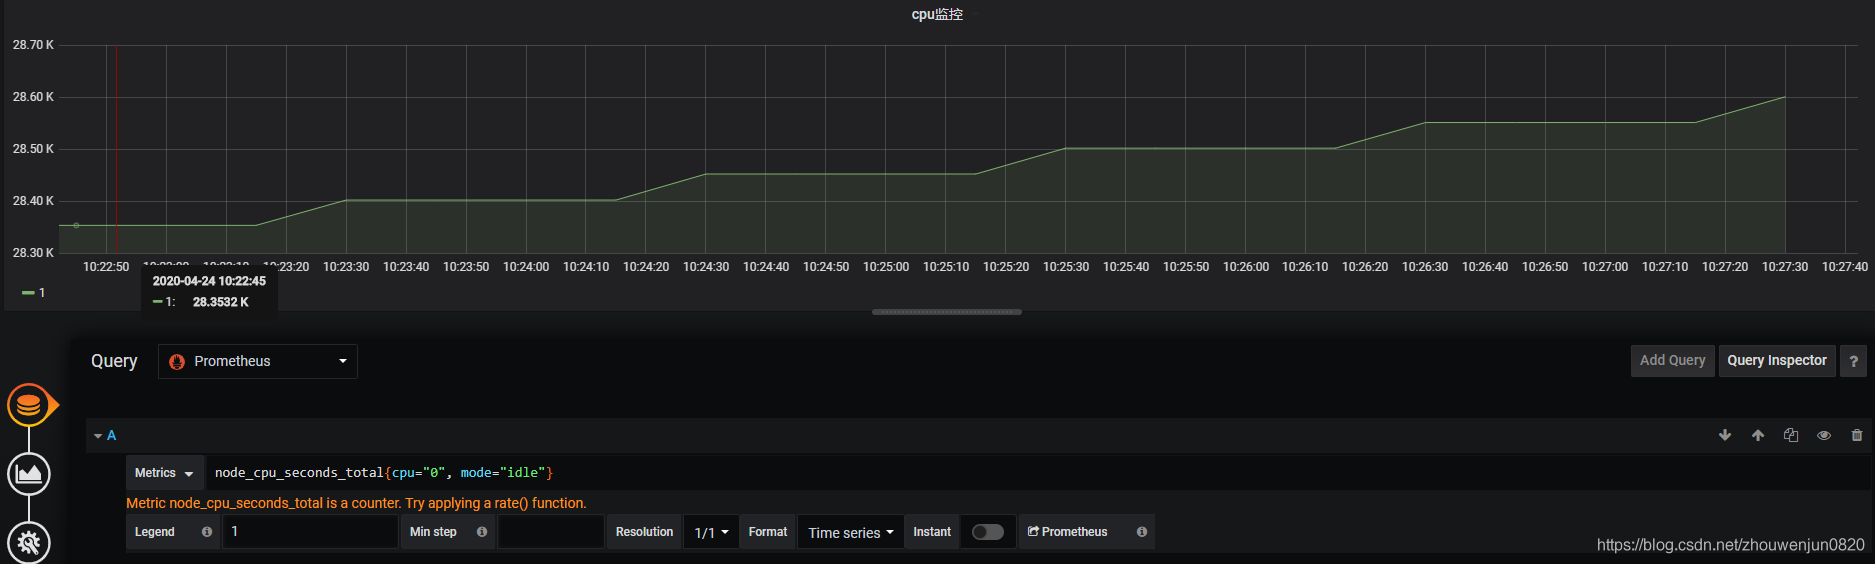 cpu监控
28.70 K
28.60 K
28.50 K
28.40 K
28.30 K
10:22:50 10:23:00 10:23:10 10:23:20 10:23:30 10:23:40 10:23:50 10:24:00 10:24:10 10:24:20 10:24:30 10:24:40 10:24:50 10:25:00 10:25:10 10:25:20 10:25:30 10:25:40 10:25:50 10:26:00 10:26:10 10:26:20 10:26:30 10:26:40 10:26:50 10:27:00 10:27:10 10:27:20 10:27:30 10:27:40
1
2020-04-24 10:22:45
1: 28.3532 K
Query Prometheus Add Query Query Inspector ?
A
Metrics node_cpu_seconds_total{cpu="0", mode="idle"}
Metric node_cpu_seconds_total is a counter. Try applying a rate() function.
Legend 1 Min step Resolution 1/1 Format Time series Instant Prometheus
https://blog.csdn.net/zhouwenjun0820